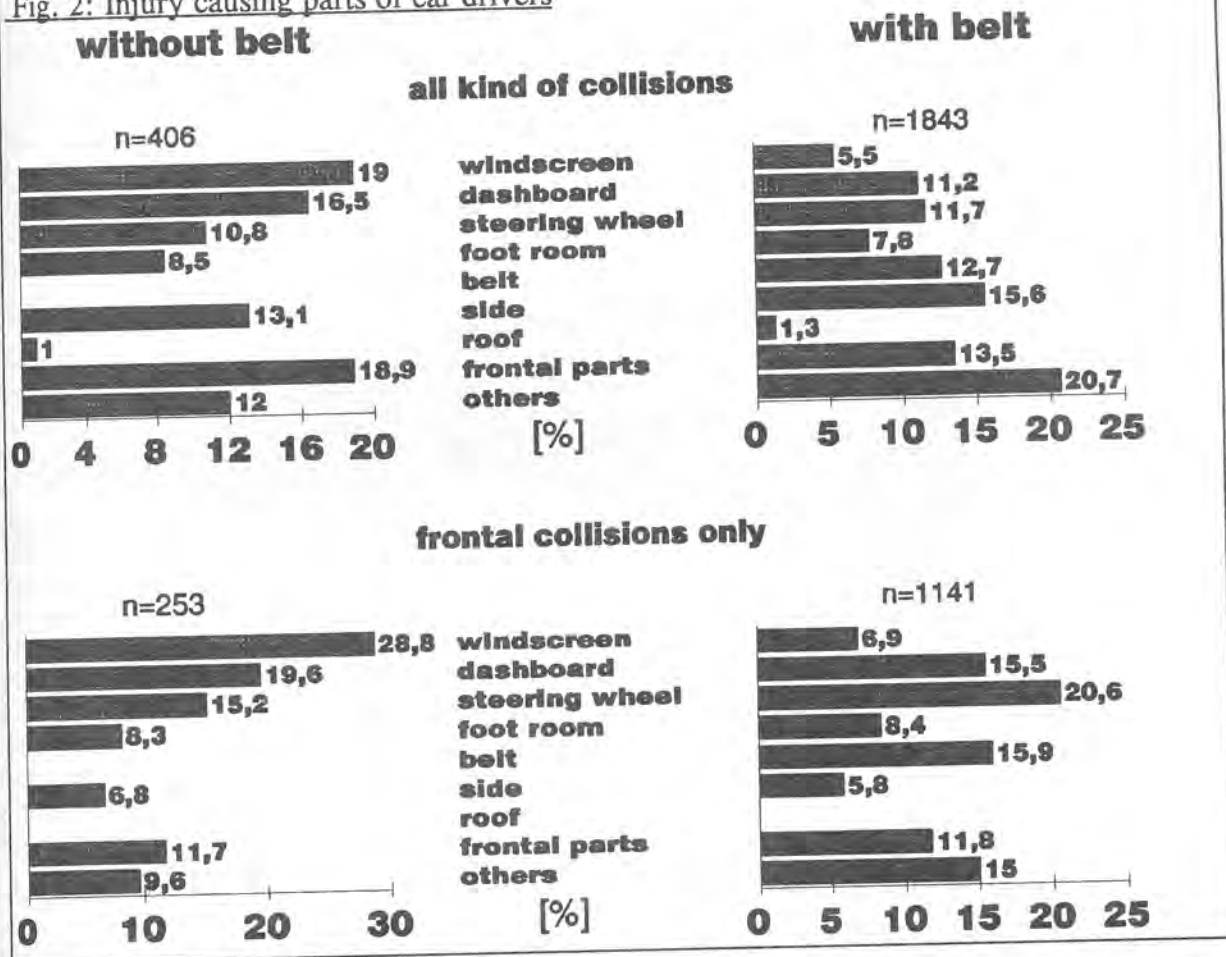 Fig. 2: Injury causing parts of car drivers
without belt
with belt
all kind of collisions
n=406
n=1843
19 windscreen 5,5
16,5 dashboard 11,2
10,8 steering wheel 11,7
8,5 foot room 7,8
belt 12,7
13,1 side 15,6
1 roof 1,3
18,9 frontal parts 13,5
12 others 20,7
0 4 8 12 16 20 [%] 0 5 10 15 20 25
frontal collisions only
n=253
n=1141
28,8 windscreen 6,9
19,6 dashboard 15,5
15,2 steering wheel 20,6
8,3 foot room 8,4
belt 15,9
6,8 side 5,8
roof
11,7 frontal parts 11,8
9,6 others 15
0 10 20 30 [%] 0 5 10 15 20 25